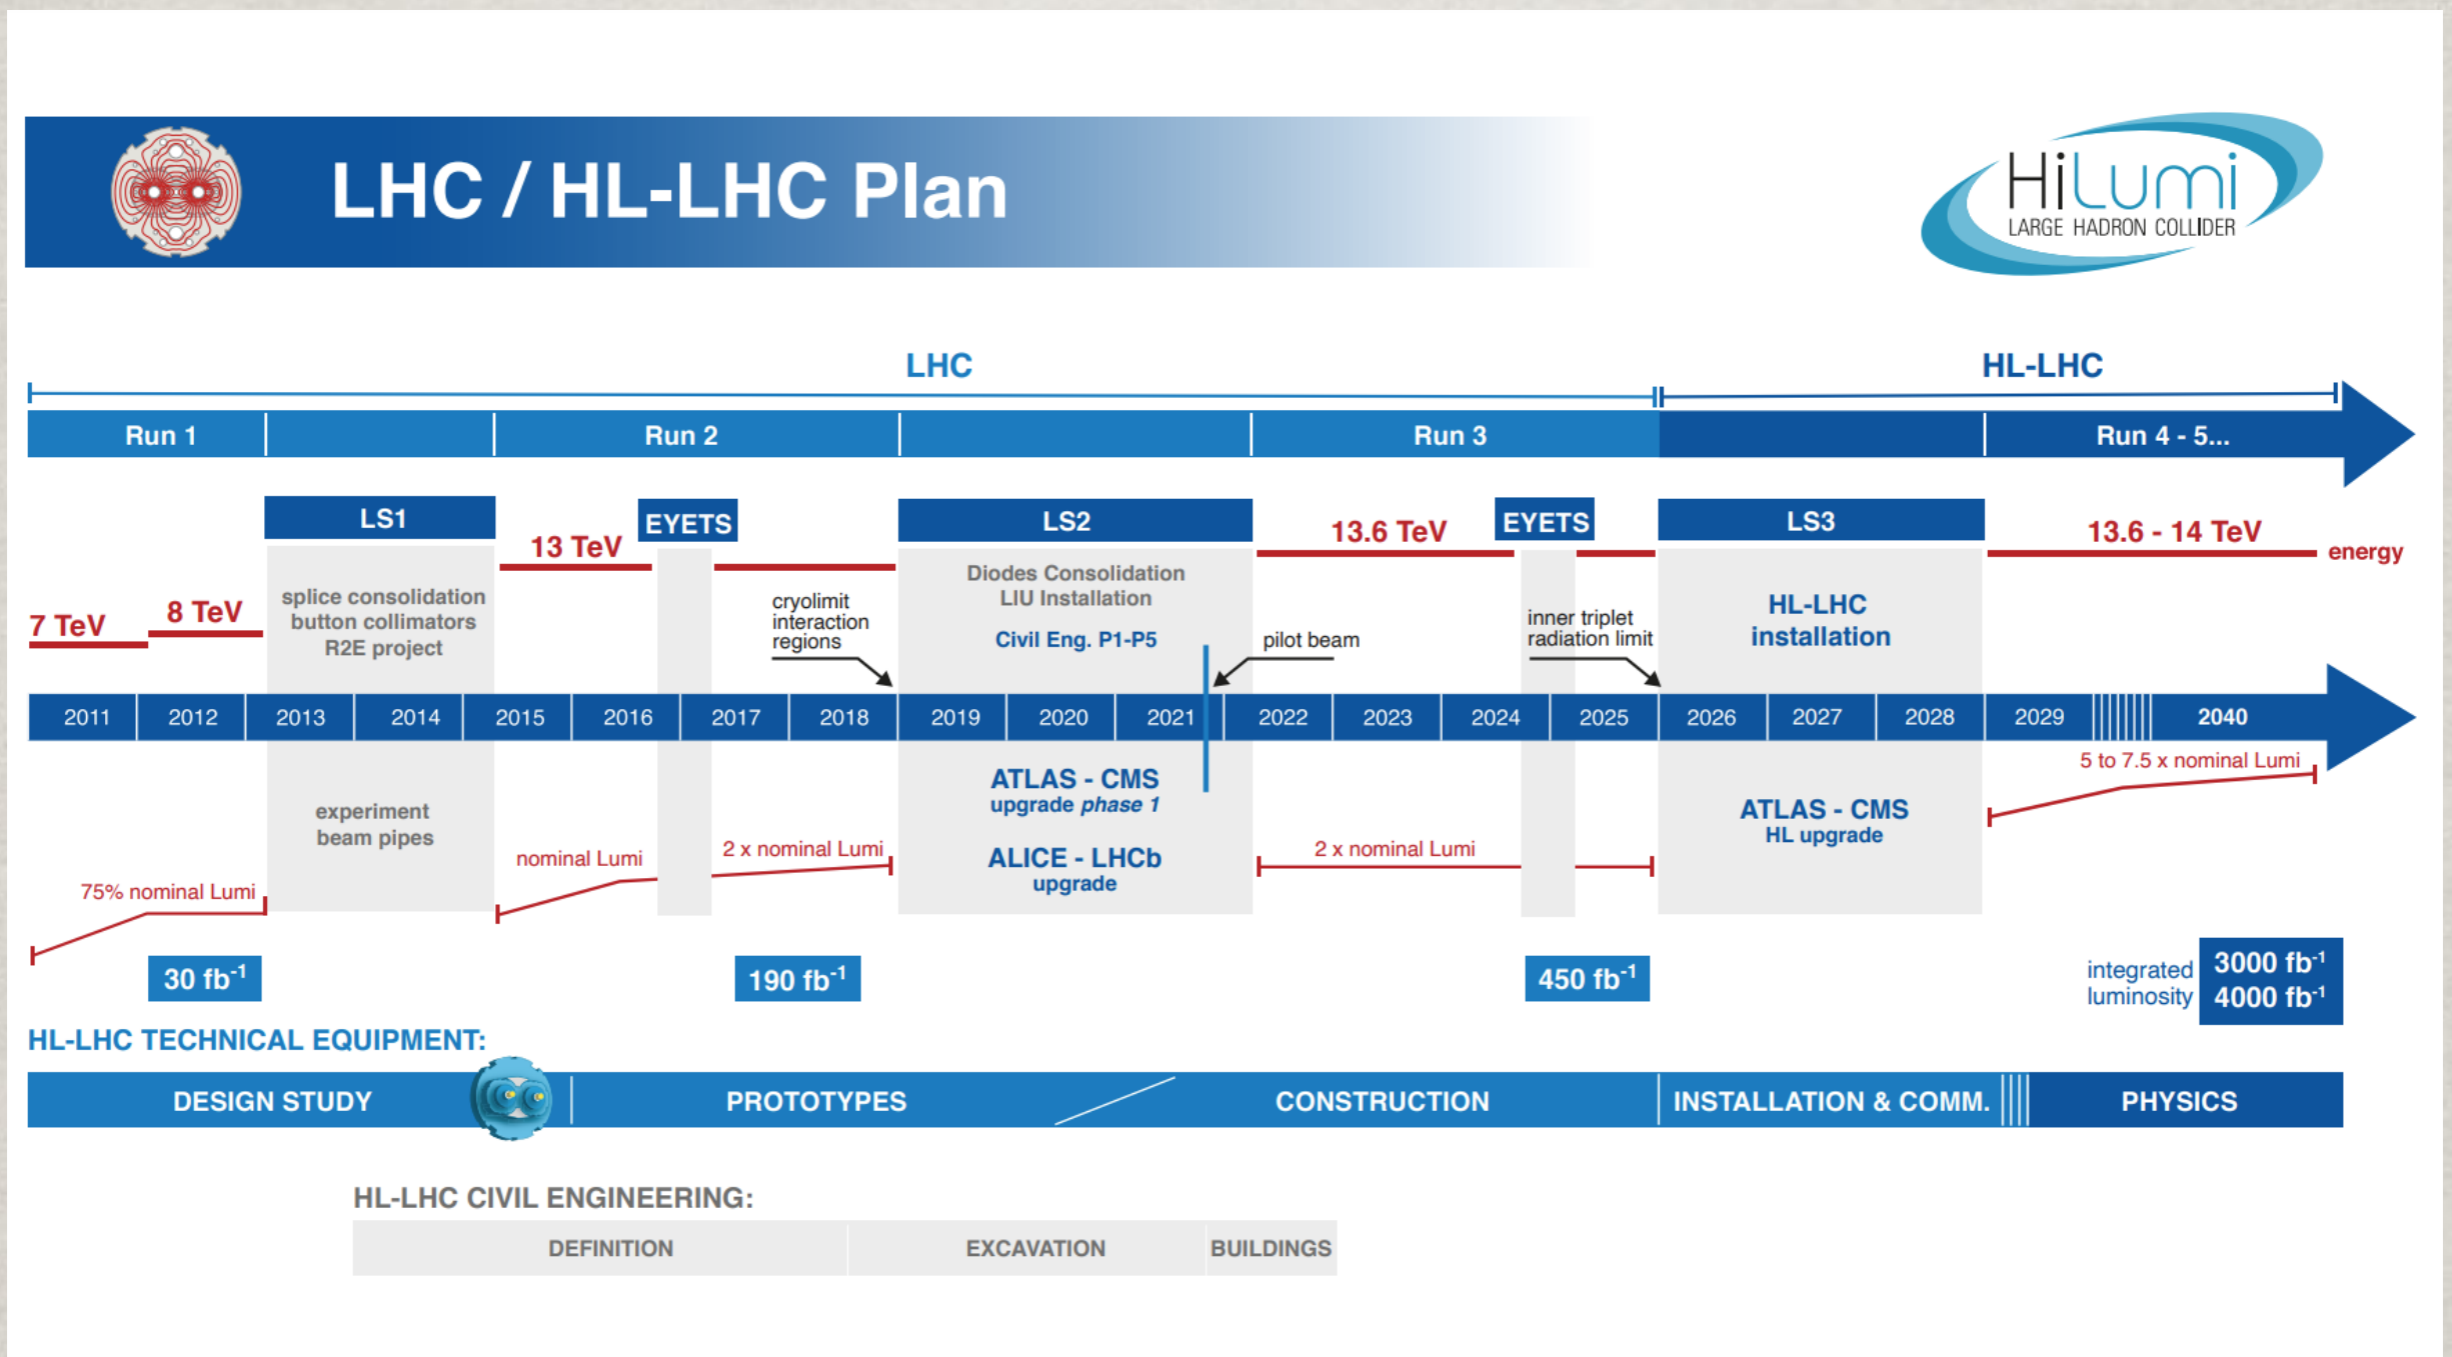 LHC / HL-LHC Plan
HiLumi
LARGE HADRON COLLIDER
LHC
HL-LHC
Run 1
Run 2
Run 3
Run 4 - 5...
LS1
EYETS
LS2
EYETS
LS3
7 TeV
8 TeV
13 TeV
13.6 TeV
13.6 - 14 TeV
energy
splice consolidation
button collimators
R2E project
cryolimit
interaction
regions
Diodes Consolidation
LIU Installation
Civil Eng. P1-P5
pilot beam
inner triplet
radiation limit
HL-LHC
installation
2011
2012
2013
2014
2015
2016
2017
2018
2019
2020
2021
2022
2023
2024
2025
2026
2027
2028
2029
2040
experiment
beam pipes
ATLAS - CMS
upgrade phase 1
ALICE - LHCb
upgrade
ATLAS - CMS
HL upgrade
75% nominal Lumi
nominal Lumi
2 x nominal Lumi
2 x nominal Lumi
5 to 7.5 x nominal Lumi
30 fb-1
190 fb-1
450 fb-1
integrated
luminosity
3000 fb-1
4000 fb-1
HL-LHC TECHNICAL EQUIPMENT:
DESIGN STUDY
PROTOTYPES
CONSTRUCTION
INSTALLATION & COMM.
PHYSICS
HL-LHC CIVIL ENGINEERING:
DEFINITION
EXCAVATION
BUILDINGS